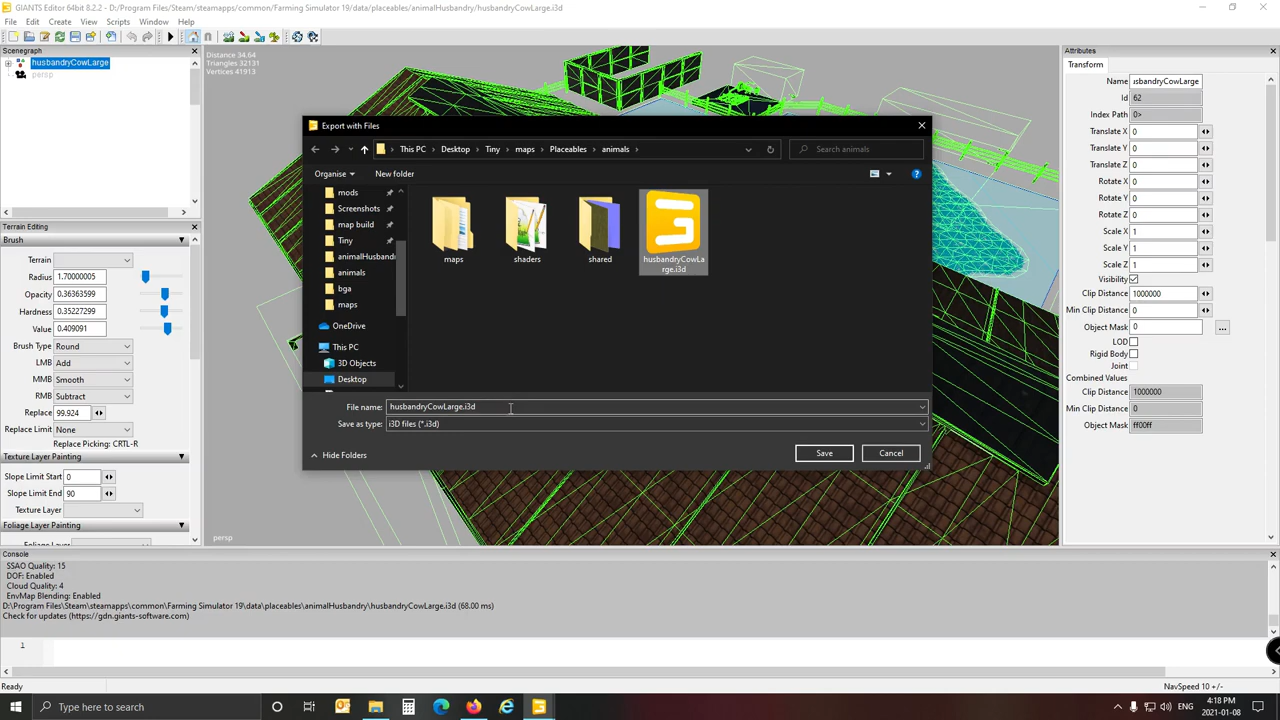 GIANTS Editor 64bit 8.2.2 - D:/Program Files/Steam/steamapps/common/Farming Simulator 19/data/placeables/animalHusbandry/husbandryCowLarge.i3d
File Edit Create View Scripts Window Help
Scenegraph
husbandryCowLarge
persp
Distance 34.64
Triangles 32131
Vertices 41913
Terrain Editing
Brush
Terrain
Radius 1.70000005
Opacity 0.36363599
Hardness 0.35227299
Value 0.409091
Brush Type Round
LMB Add
MMB Smooth
RMB Subtract
Replace 99.924
Replace Limit None
Replace Picking: CRTL-R
Texture Layer Painting
Slope Limit Start 0
Slope Limit End 90
Texture Layer
Foliage Layer Painting
Export with Files
This PC Desktop Tiny maps Placeables animals
Search animals
Organise New folder
mods
Screenshots
map build
Tiny
animalHusbandr
animals
bga
maps
OneDrive
This PC
3D Objects
Desktop
maps
shaders
shared
husbandryCowLa
rge.i3d
File name: husbandryCowLarge.i3d
Save as type: i3D files (*.i3d)
Hide Folders
Save
Cancel
persp
Attributes
Transform
Name usbandryCowLarge
Id 62
Index Path 0>
Translate X 0
Translate Y 0
Translate Z 0
Rotate X 0
Rotate Y 0
Rotate Z 0
Scale X 1
Scale Y 1
Scale Z 1
Visibility
Clip Distance 1000000
Min Clip Distance 0
Object Mask 0 ...
LOD
Rigid Body
Joint
Combined Values
Clip Distance 1000000
Min Clip Distance 0
Object Mask ff00ff
Console
SSAO Quality: 15
DOF: Enabled
Cloud Quality: 4
EnvMap Blending: Enabled
D:/Program Files/Steam/steamapps/common/Farming Simulator 19\data\placeables\animalHusbandry\husbandryCowLarge.i3d (68.00 ms)
Check for updates (https://gdn.giants-software.com)
1
Ready
NavSpeed 10 +/-
Type here to search
ENG
4:18 PM
2021-01-08